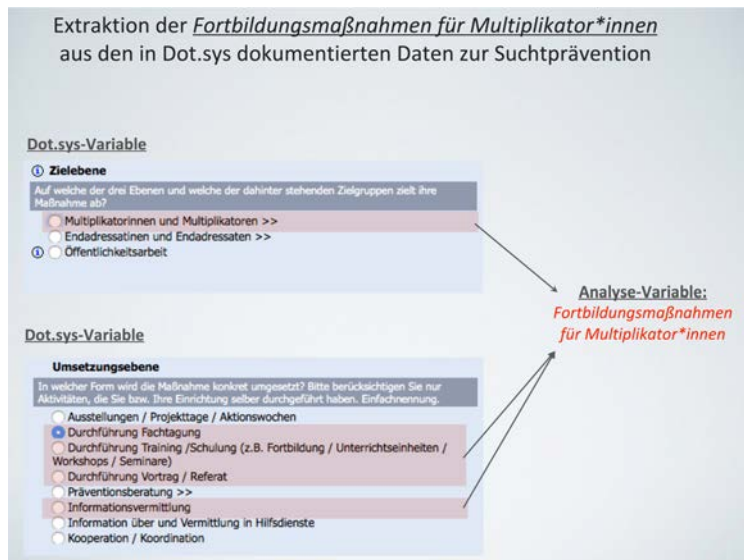 Extraktion der Fortbildungsmaßnahmen für Multiplikator*innen
aus den in Dot.sys dokumentierten Daten zur Suchtprävention
Dot.sys-Variable
Zielebene
Auf welche der drei Ebenen und welche der dahinter stehenden Zielgruppen zielt ihre
Maßnahme ab?
Multiplikatorinnen und Multiplikatoren >>
Endadressatinen und Endadressaten >>
Öffentlichkeitsarbeit
Analyse-Variable:
Fortbildungsmaßnahmen
für Multiplikator*innen
Dot.sys-Variable
Umsetzungsebene
In welcher Form wird die Maßnahme konkret umgesetzt? Bitte berücksichtigen Sie nur
Aktivitäten, die Sie bzw. Ihre Einrichtung selber durchgeführt haben. Einfachnennung.
Ausstellungen / Projekttage / Aktionswochen
Durchführung Fachtagung
Durchführung Training /Schulung (z.B. Fortbildung / Unterrichtseinheiten /
Workshops / Seminare)
Durchführung Vortrag / Referat
Präventionsberatung >>
Informationsvermittlung
Information über und Vermittlung in Hilfsdienste
Kooperation / Koordination